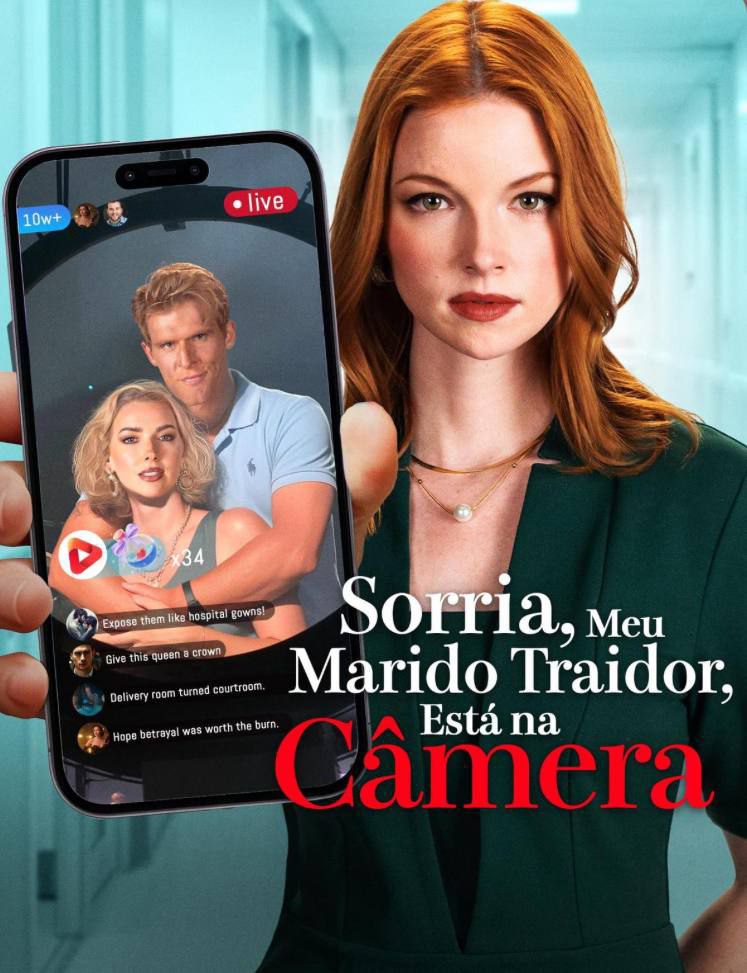 10w+
live
x34
Expose them like hospital gowns!
Give this queen a crown
Delivery room turned courtroom.
Hope betrayal was worth the burn.
Sorria, Meu
Marido Traidor,
Está na
Câmera